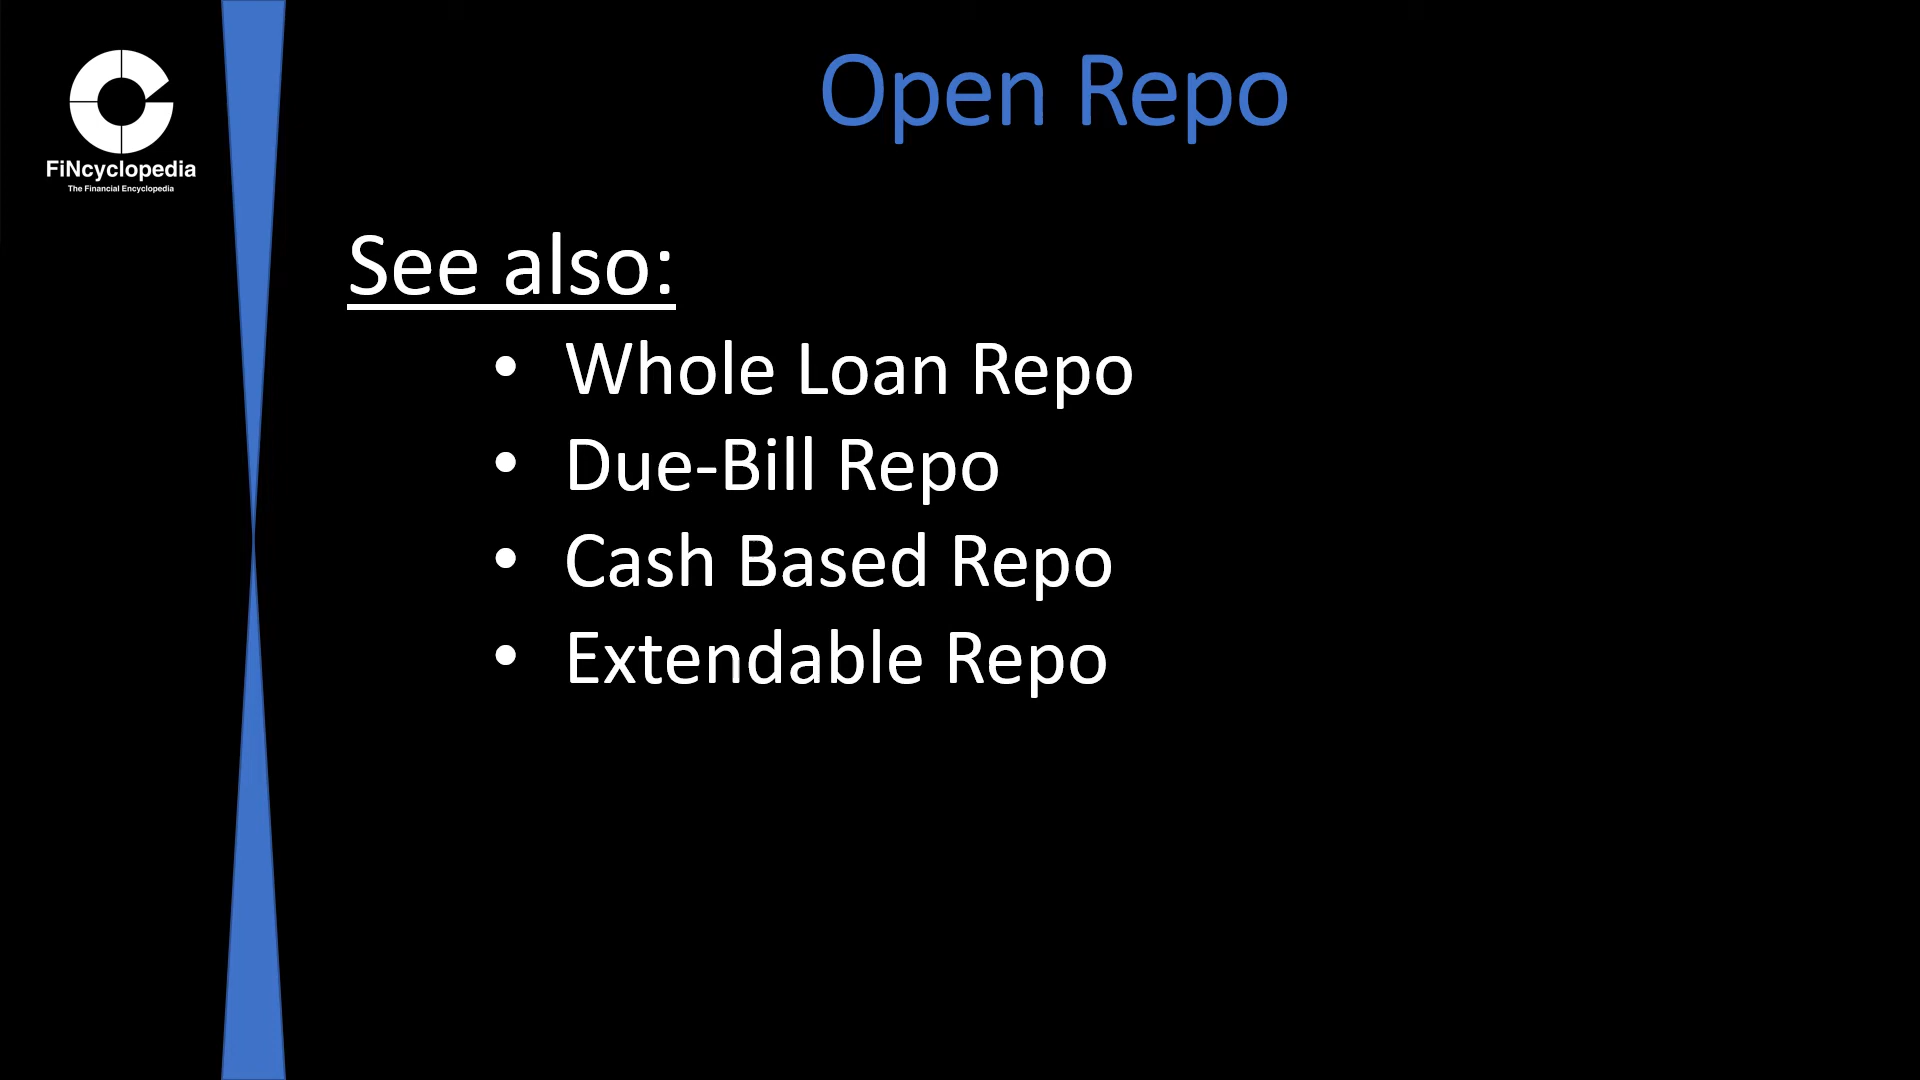 Open Repo
FiNcyclopedia
The Financial Encyclopedia
See also:
• Whole Loan Repo
• Due-Bill Repo
• Cash Based Repo
• Extendable Repo